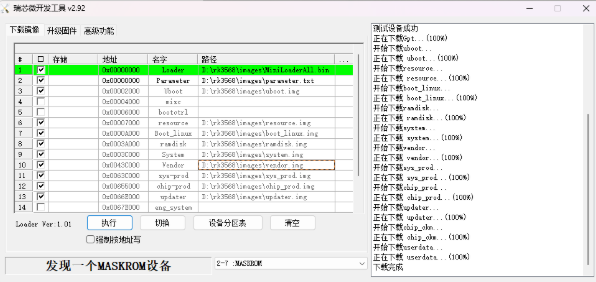 瑞芯微开发工具 v2.92
下载镜像 升级固件 高级功能
# 存储 地址 名字 路径 ...
1 0x00000000 Loader D:\rk3568\images\MiniLoaderAll.bin
2 0x00000000 Parameter D:\rk3568\images\parameter.txt
3 0x00002000 Uboot D:\rk3568\images\uboot.img
4 0x00004000 misc
5 0x00006000 bootctrl
6 0x00007000 resource D:\rk3568\images\resource.img
7 0x0000A000 Boot_linux D:\rk3568\images\boot_linux.img
8 0x0003A000 ramdisk D:\rk3568\images\ramdisk.img
9 0x0003C000 System D:\rk3568\images\system.img
10 0x0043C000 Vendor D:\rk3568\images\vendor.img
11 0x0063C000 sys-prod D:\rk3568\images\sys_prod.img
12 0x00655000 chip-prod D:\rk3568\images\chip_prod.img
13 0x0066E000 updater D:\rk3568\images\updater.img
14 0x00672000 eng_system
Loader Ver:1.01 执行 切换 设备分区表 清空
强制按地址写
发现一个MASKROM设备 2-7 :MASKROM
测试设备成功
正在下载Gpt...(100%)
开始下载uboot...
正在下载 uboot...(100%)
开始下载resource...
正在下载 resource...(100%)
开始下载boot_linux...
正在下载 boot_linux...(100%)
开始下载ramdisk...
正在下载 ramdisk...(100%)
开始下载system...
正在下载 system...(100%)
开始下载vendor...
正在下载 vendor...(100%)
开始下载sys_prod...
正在下载 sys_prod...(100%)
开始下载chip_prod...
正在下载 chip_prod...(100%)
开始下载updater...
正在下载 updater...(100%)
开始下载chip_ckm...
正在下载 chip_ckm...(100%)
开始下载userdata...
正在下载 userdata...(100%)
下载完成